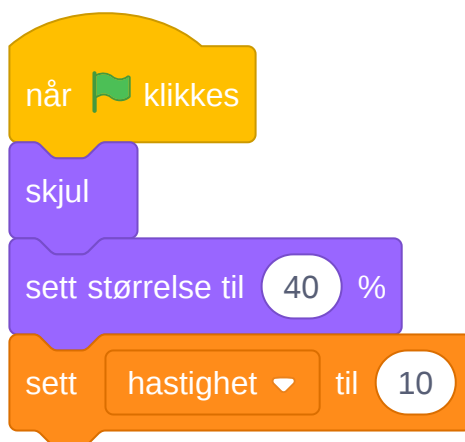 når klikkes
skjul
sett størrelse til 40 %
sett hastighet til 10